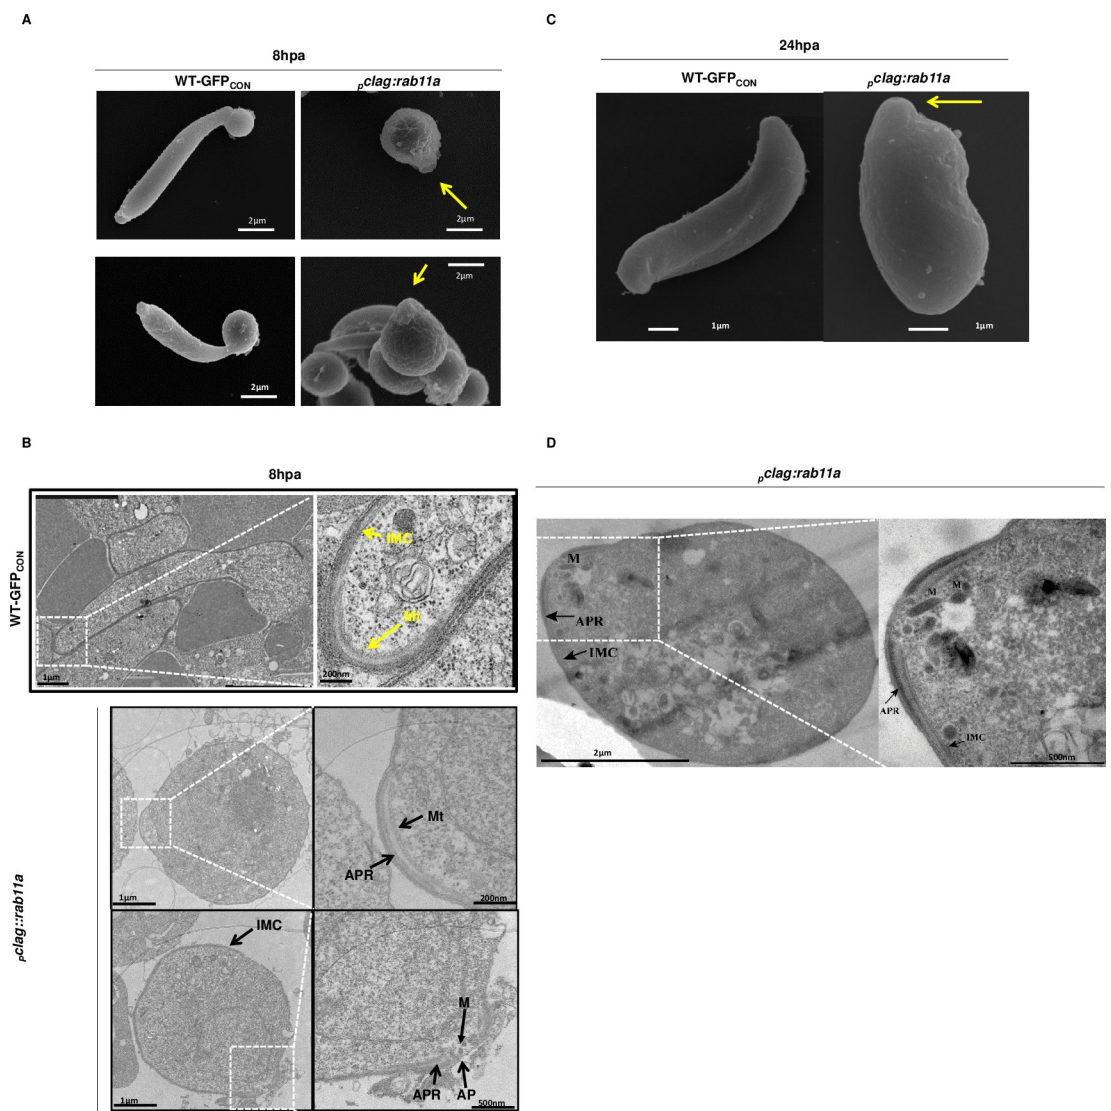 A
8hpa
WT-GFPCON
pclag:rab11a
2μm
2μm
2μm
2μm
C
24hpa
WT-GFPCON
pclag:rab11a
1μm
1μm
B
8hpa
WT-GFPCON
IMC
Mt
1μm
200nm
pclag::rab11a
Mt
APR
1μm
200nm
IMC
M
APR
AP
1μm
500nm
D
pclag:rab11a
M
APR
IMC
2μm
M
M
APR
IMC
500nm